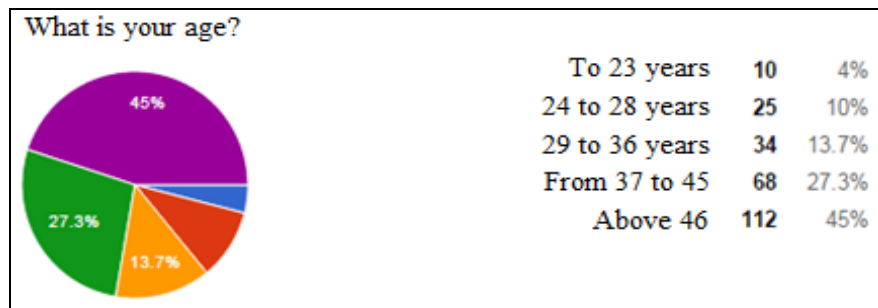 What is your age?
45%
27.3%
13.7%
To 23 years 10 4%
24 to 28 years 25 10%
29 to 36 years 34 13.7%
From 37 to 45 68 27.3%
Above 46 112 45%